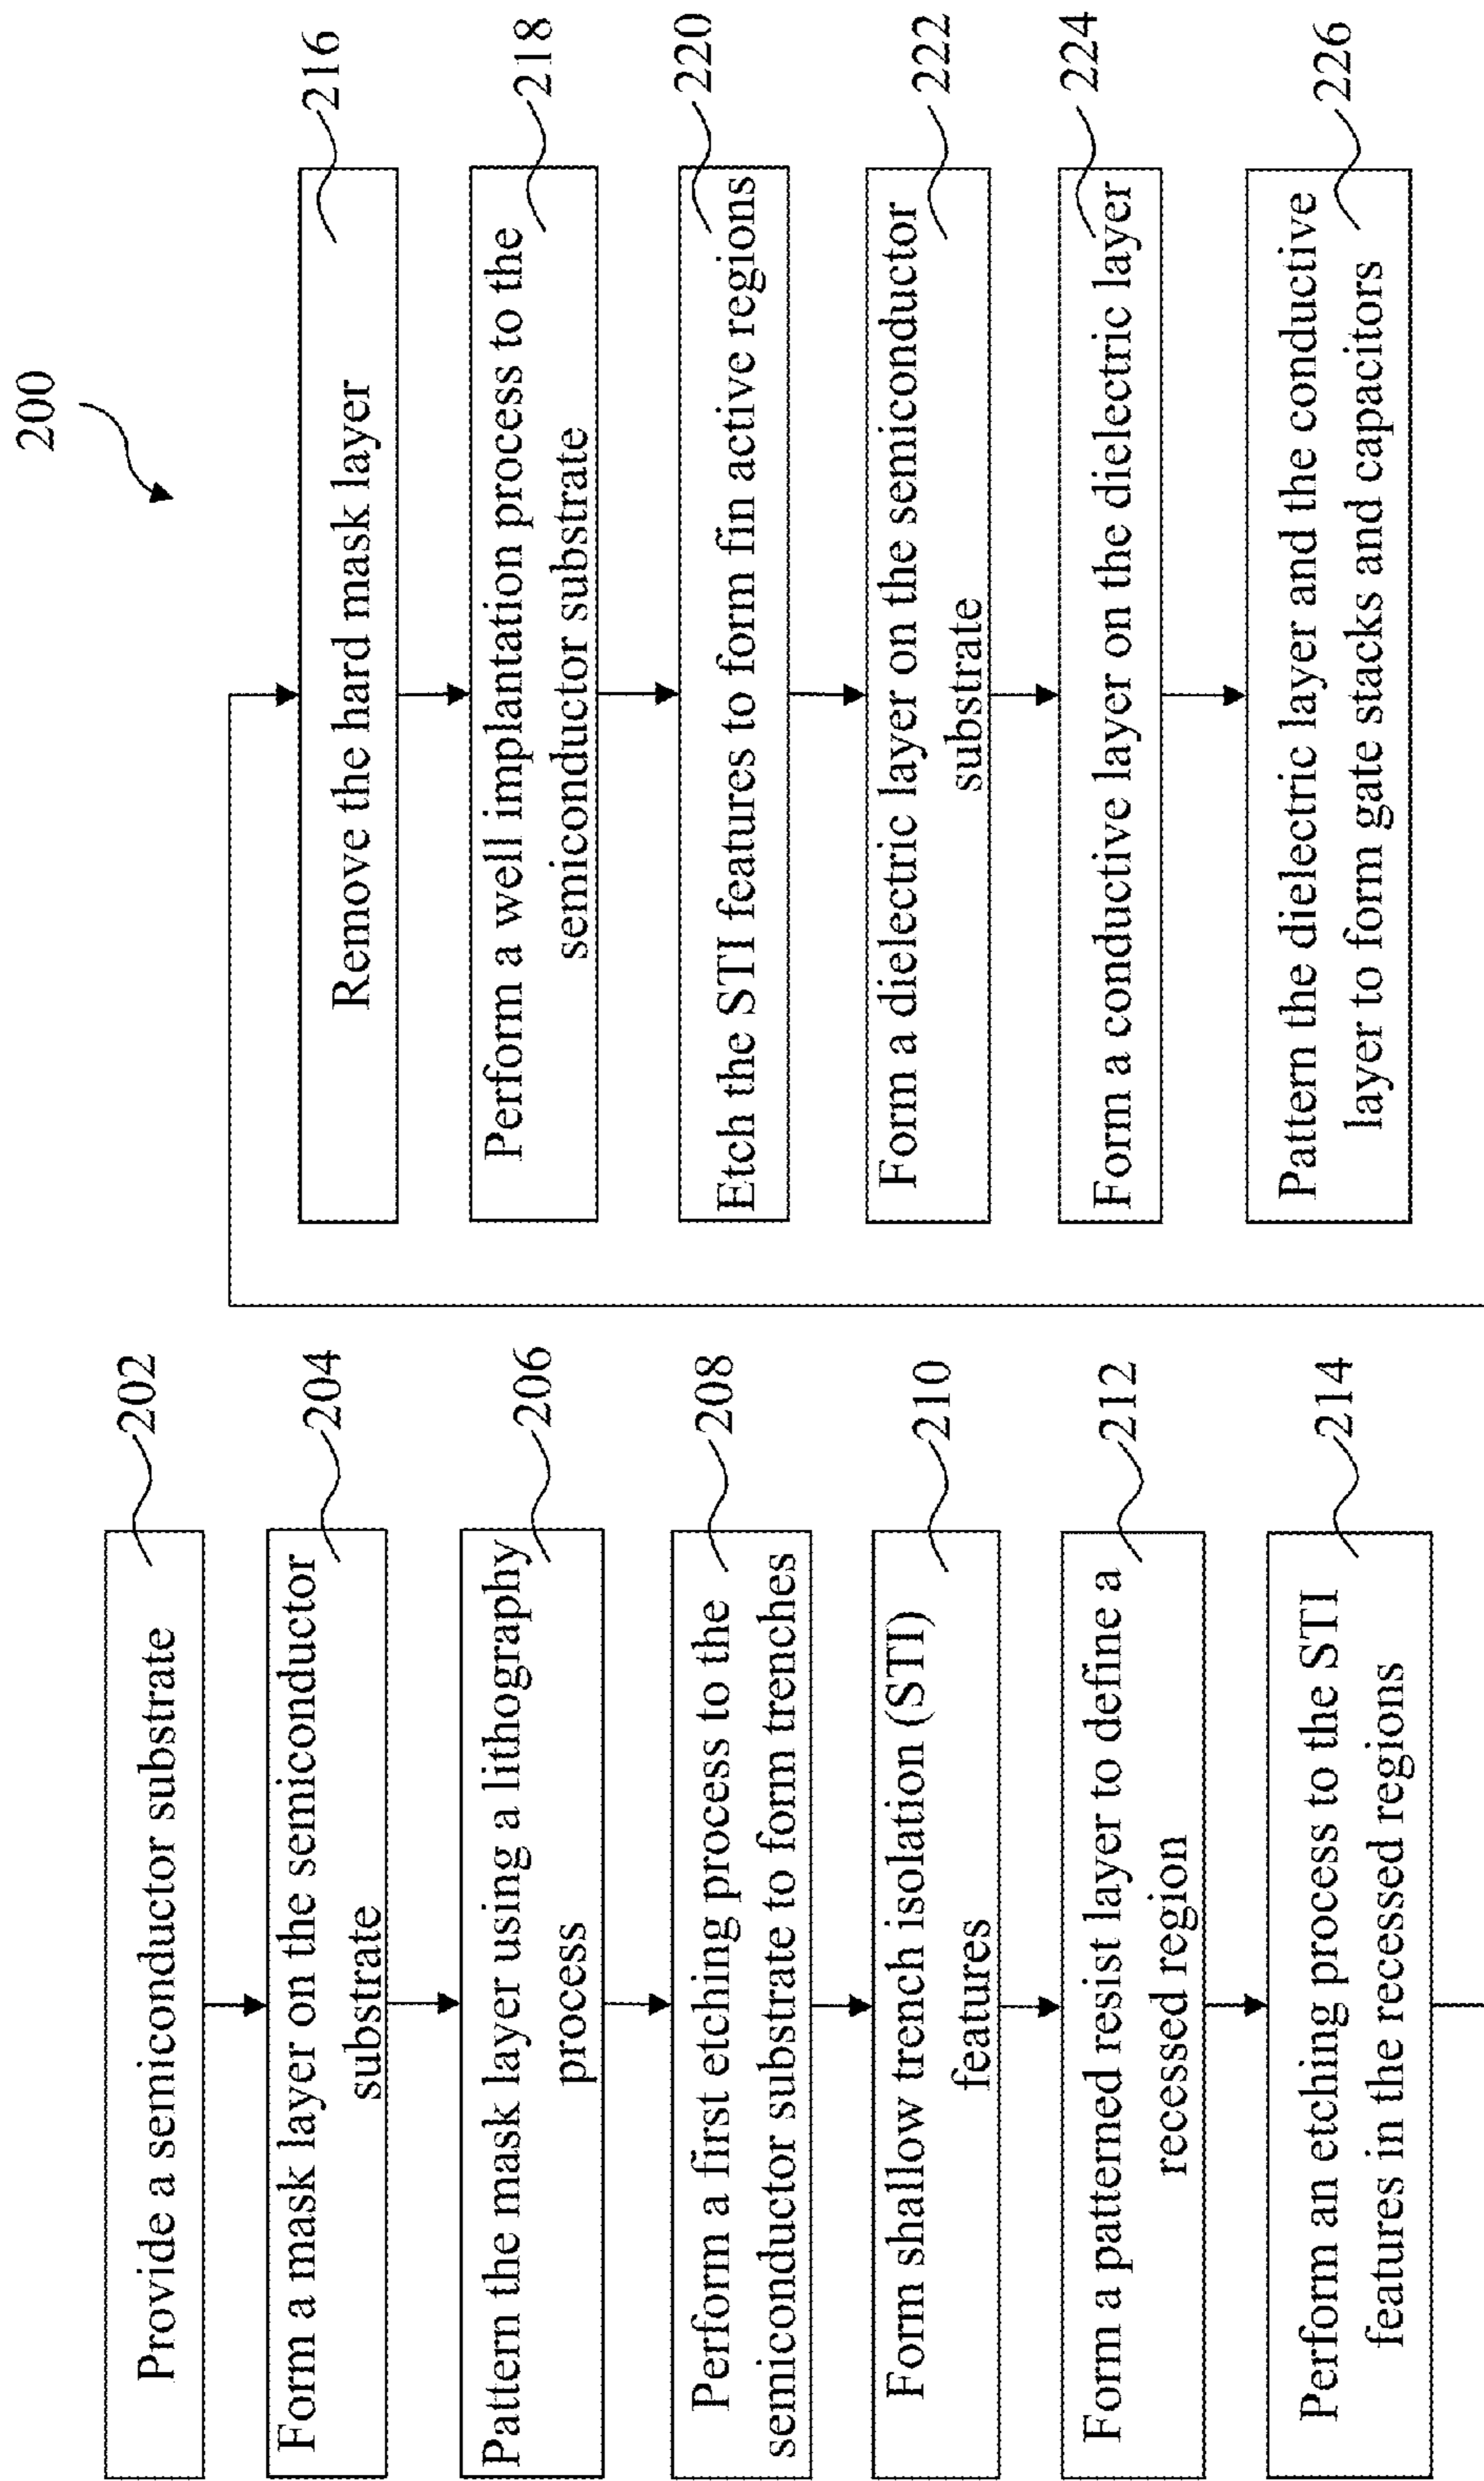 200
Provide a semiconductor substrate
202
Form a mask layer on the semiconductor
substrate
204
Pattern the mask layer using a lithography
process
206
Perform a first etching process to the
semiconductor substrate to form trenches
208
Form shallow trench isolation (STI)
features
210
Form a patterned resist layer to define a
recessed region
212
Perform an etching process to the STI
features in the recessed regions
214
Remove the hard mask layer
216
Perform a well implantation process to the
semiconductor substrate
218
Etch the STI features to form fin active regions
220
Form a dielectric layer on the semiconductor
substrate
222
Form a conductive layer on the dielectric layer
224
Pattern the dielectric layer and the conductive
layer to form gate stacks and capacitors
226